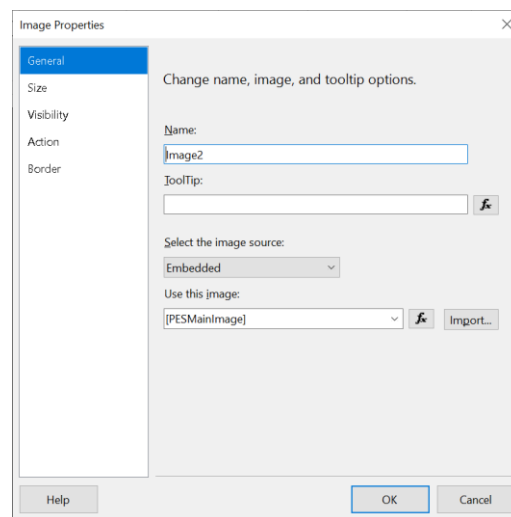 Image Properties
General
Size
Visibility
Action
Border
Change name, image, and tooltip options.
Name:
Image2
ToolTip:
fx
Select the image source:
Embedded
Use this image:
[PESMainImage]
fx
Import...
Help
OK
Cancel